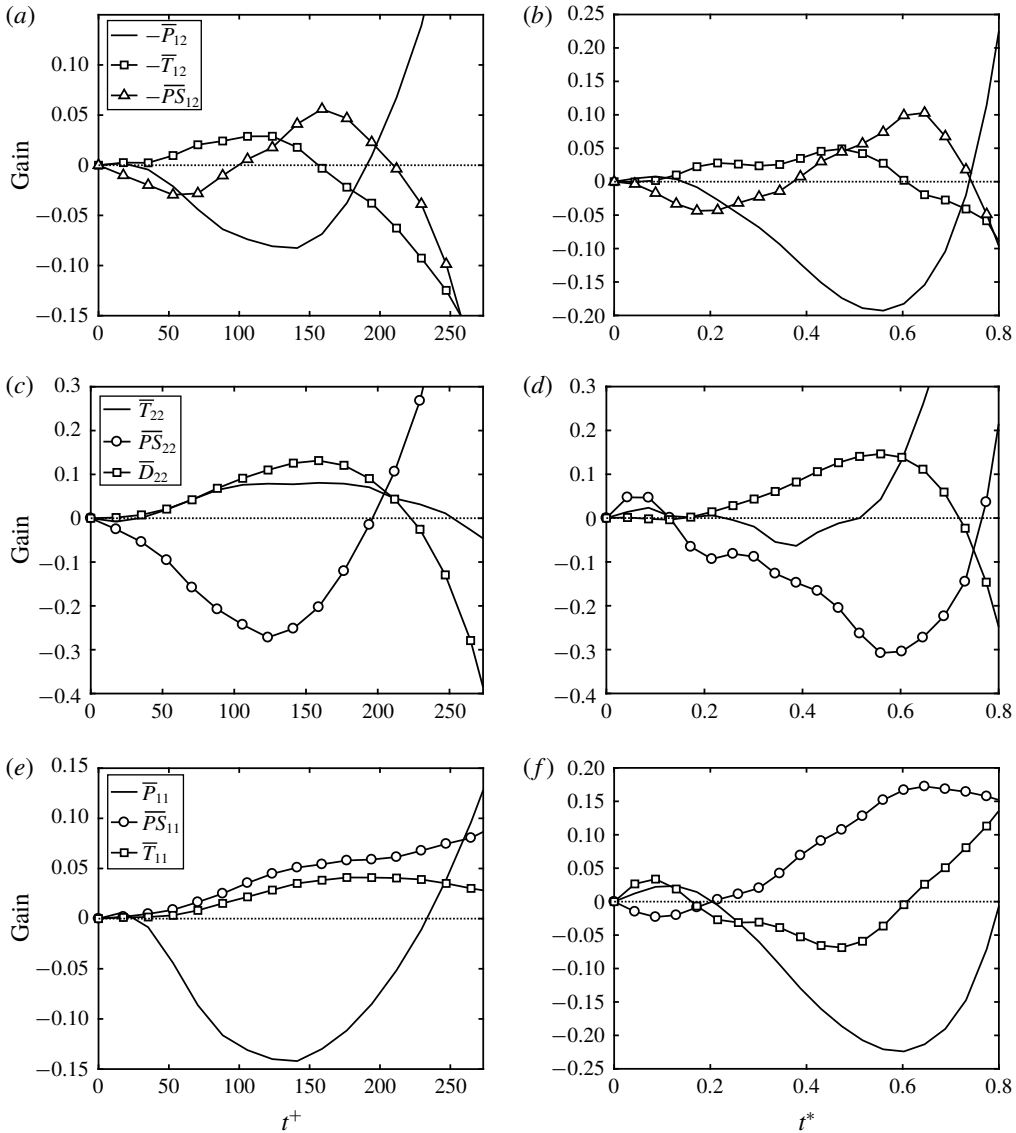 (a)
−P̅₁₂
−T̅₁₂
−P̅S̅₁₂
0.10
0.05
0
−0.05
−0.10
−0.15
Gain
0 50 100 150 200 250
(b)
0.25
0.20
0.15
0.10
0.05
0
−0.05
−0.10
−0.15
−0.20
0 0.2 0.4 0.6 0.8
(c)
T̅₂₂
P̅S̅₂₂
D̅₂₂
0.3
0.2
0.1
0
−0.1
−0.2
−0.3
−0.4
Gain
0 50 100 150 200 250
(d)
0.3
0.2
0.1
0
−0.1
−0.2
−0.3
−0.4
0 0.2 0.4 0.6 0.8
(e)
P̅₁₁
P̅S̅₁₁
T̅₁₁
0.15
0.10
0.05
0
−0.05
−0.10
−0.15
Gain
0 50 100 150 200 250
t⁺
(f)
0.20
0.15
0.10
0.05
0
−0.05
−0.10
−0.15
−0.20
−0.25
−0.30
0 0.2 0.4 0.6 0.8
t*